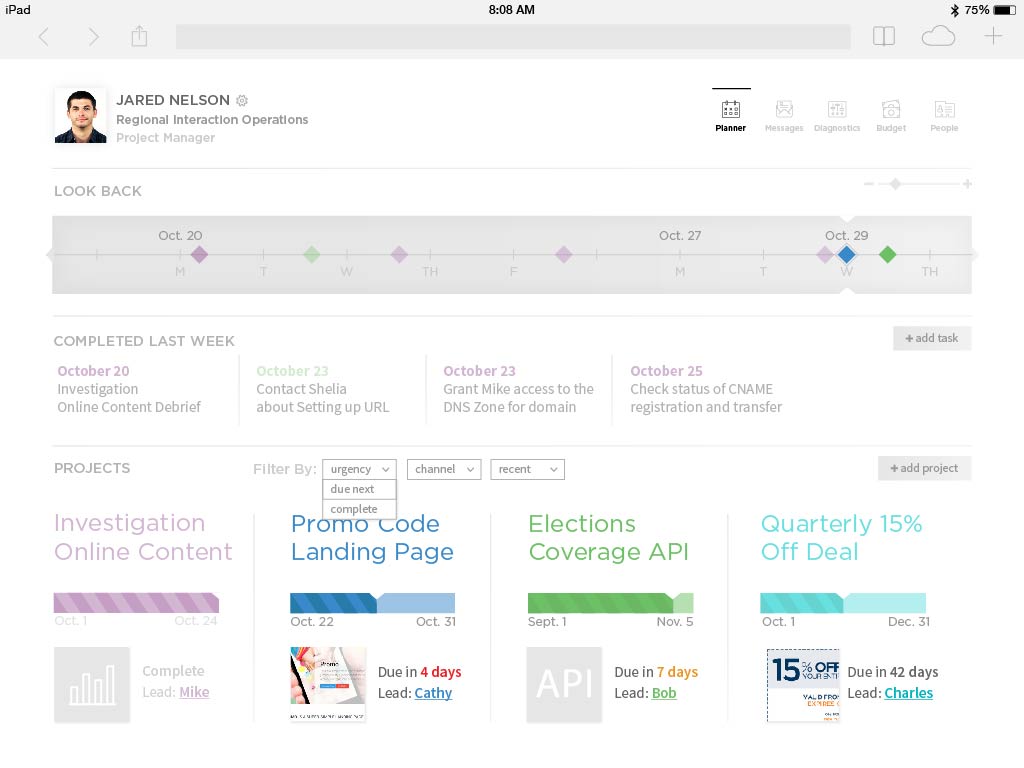 iPad
8:08 AM
75%
JARED NELSON
Regional Interaction Operations
Project Manager
Planner
Messages
Diagnostics
Budget
People
LOOK BACK
Oct. 20
Oct. 27
Oct. 29
M
T
W
TH
F
M
T
W
TH
COMPLETED LAST WEEK
+ add task
October 20
Investigation
Online Content Debrief
October 23
Contact Shelia
about Setting up URL
October 23
Grant Mike access to the
DNS Zone for domain
October 25
Check status of CNAME
registration and transfer
PROJECTS
Filter By:
urgency
channel
recent
due next
complete
+ add project
Investigation
Online Content
Oct. 1
Oct. 24
Complete
Lead: Mike
Promo Code
Landing Page
Oct. 22
Oct. 31
Promo
Due in 4 days
Lead: Cathy
Elections
Coverage API
Sept. 1
Nov. 5
API
Due in 7 days
Lead: Bob
Quarterly 15%
Off Deal
Oct. 1
Dec. 31
15% OFF
YOUR ENTI
VALID FRO
EXPIRES
Due in 42 days
Lead: Charles